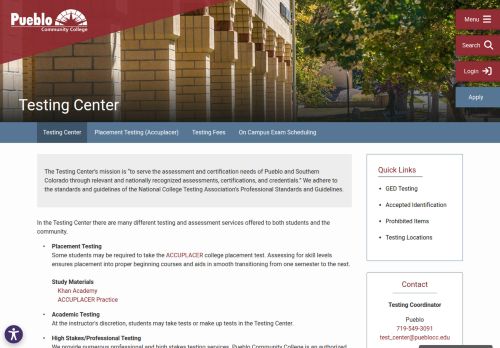 Pueblo
Community College
Menu
Search
Login
Apply
Testing Center
Testing Center
Placement Testing (Accuplacer)
Testing Fees
On Campus Exam Scheduling
The Testing Center's mission is "to serve the assessment and certification needs of Pueblo and Southern
Colorado through relevant and nationally recognized assessments, certifications, and credentials." We adhere to
the standards and guidelines of the National College Testing Association's Professional Standards and Guidelines.
In the Testing Center there are many different testing and assessment services offered to both students and the
community.
• Placement Testing
Some students may be required to take the ACCUPLACER college placement test. Assessing for skill levels
ensures placement into proper beginning courses and aids in smooth transitioning from one semester to the next.
Study Materials
Khan Academy
ACCUPLACER Practice
• Academic Testing
At the instructor's discretion, students may take tests or make up tests in the Testing Center.
• High Stakes/Professional Testing
We provide numerous professional and high stakes testing services. Pueblo Community College is an authorized
Quick Links
• GED Testing
• Accepted Identification
• Prohibited Items
• Testing Locations
Contact
Testing Coordinator
Pueblo
719-549-3091
test_center@pueblocc.edu